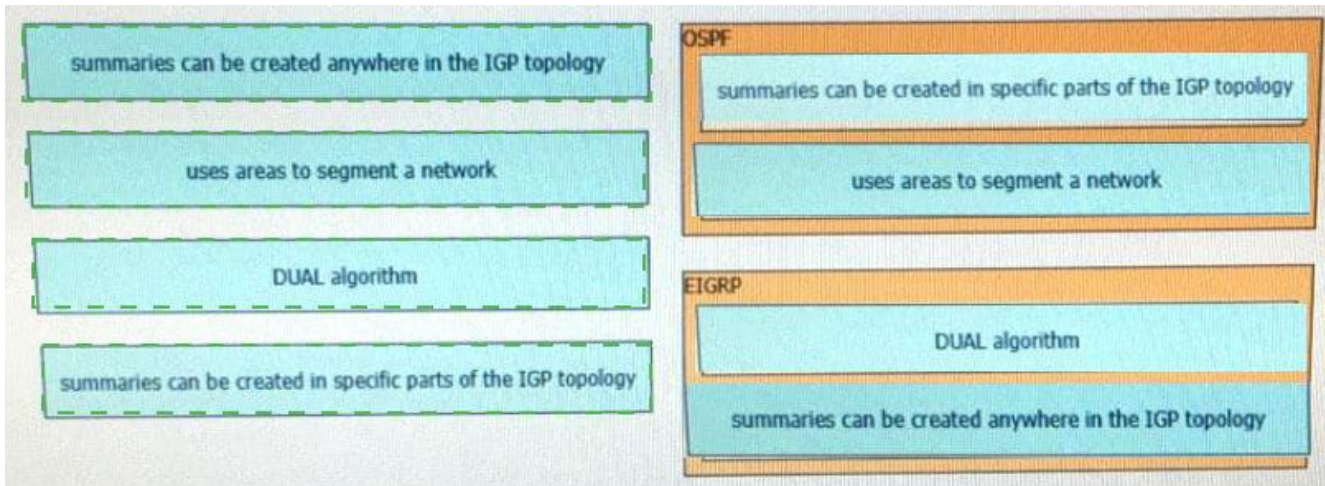 summaries can be created anywhere in the IGP topology
uses areas to segment a network
DUAL algorithm
summaries can be created in specific parts of the IGP topology
OSPF
summaries can be created in specific parts of the IGP topology
uses areas to segment a network
EIGRP
DUAL algorithm
summaries can be created anywhere in the IGP topology